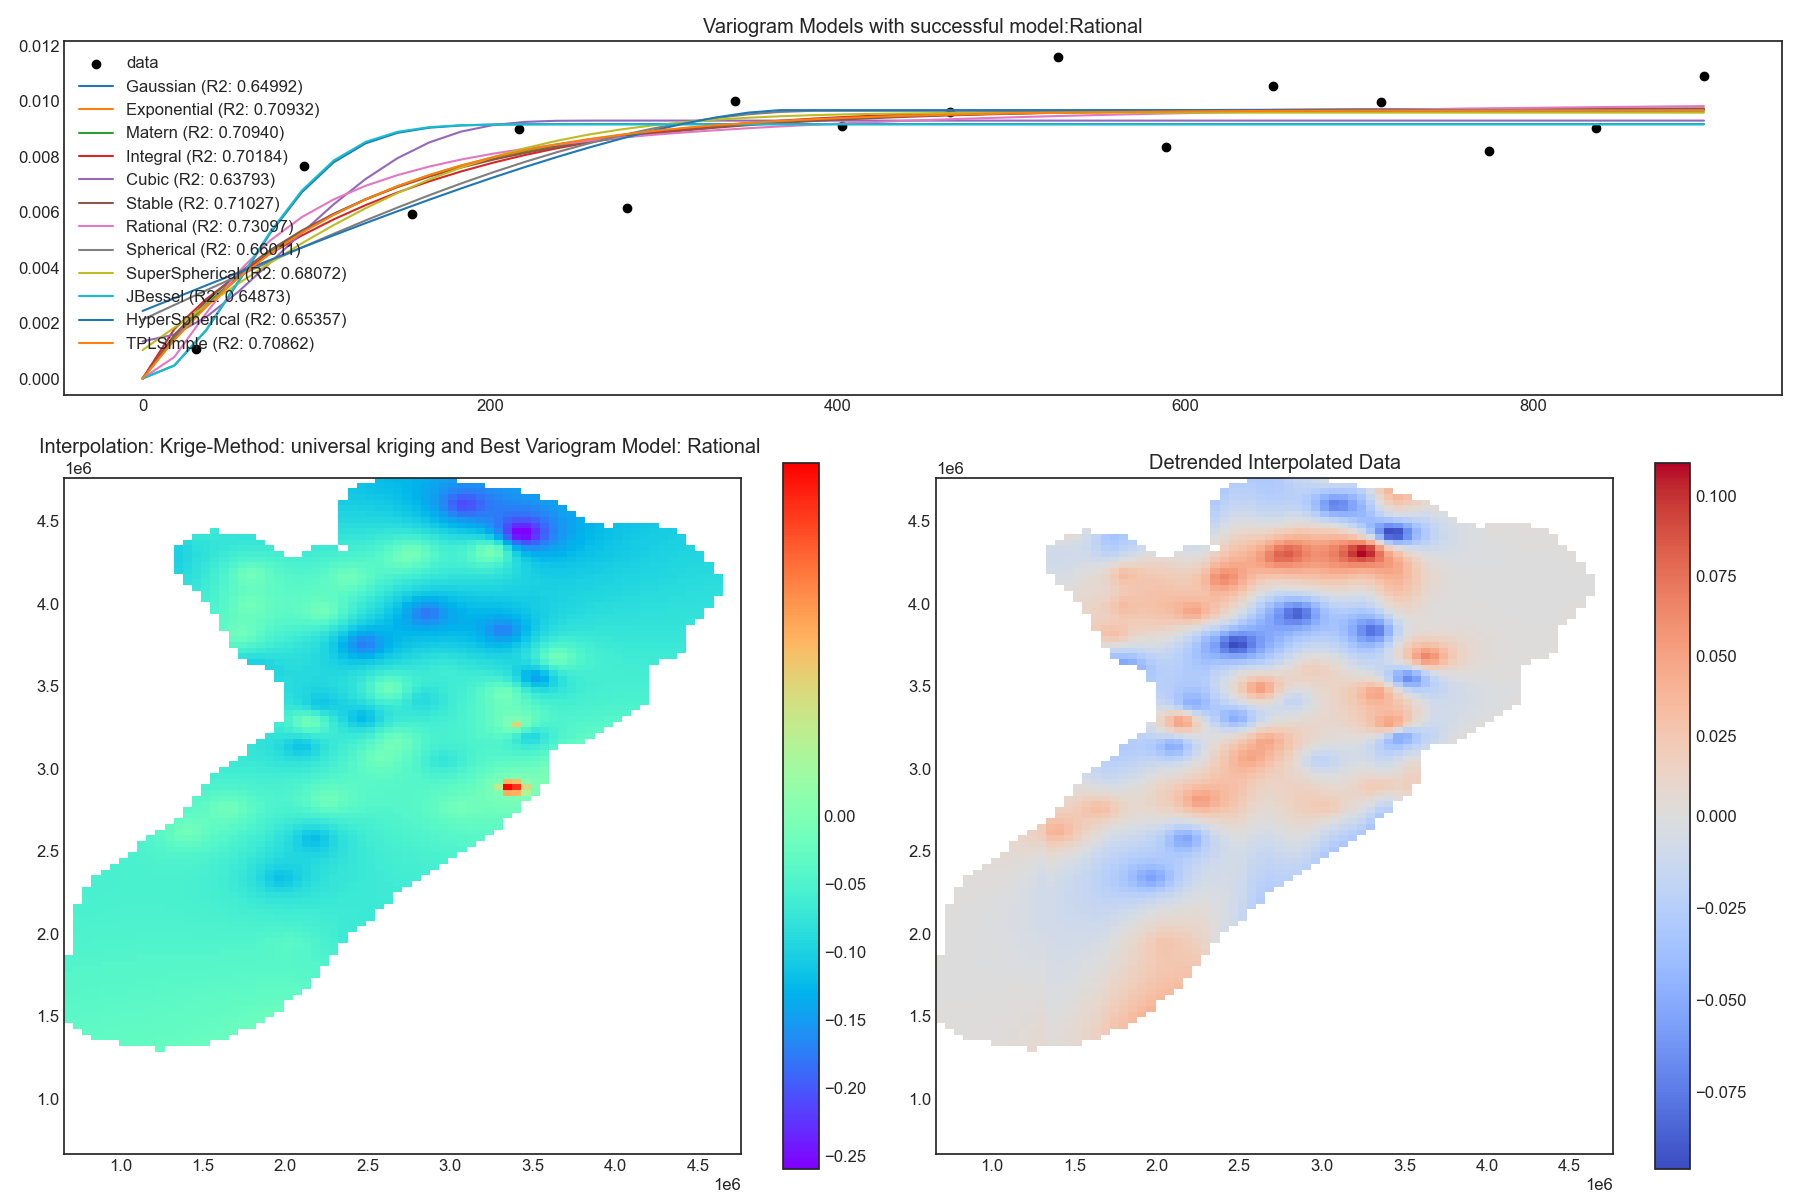 Variogram Models with successful model:Rational
0.012
0.010
0.008
0.006
0.004
0.002
0.000
data
Gaussian (R2: 0.64992)
Exponential (R2: 0.70932)
Matern (R2: 0.70940)
Integral (R2: 0.70184)
Cubic (R2: 0.63793)
Stable (R2: 0.71027)
Rational (R2: 0.73097)
Spherical (R2: 0.66011)
SuperSpherical (R2: 0.68072)
JBessel (R2: 0.64873)
HyperSpherical (R2: 0.65357)
TPLSimple (R2: 0.70862)
0 200 400 600 800
Interpolation: Krige-Method: universal kriging and Best Variogram Model: Rational
1e6
4.5
4.0
3.5
3.0
2.5
2.0
1.5
1.0
1.0 1.5 2.0 2.5 3.0 3.5 4.0 4.5
1e6
0.00
−0.05
−0.10
−0.15
−0.20
−0.25
Detrended Interpolated Data
1e6
4.5
4.0
3.5
3.0
2.5
2.0
1.5
1.0
1.0 1.5 2.0 2.5 3.0 3.5 4.0 4.5
1e6
0.100
0.075
0.050
0.025
0.000
−0.025
−0.050
−0.075